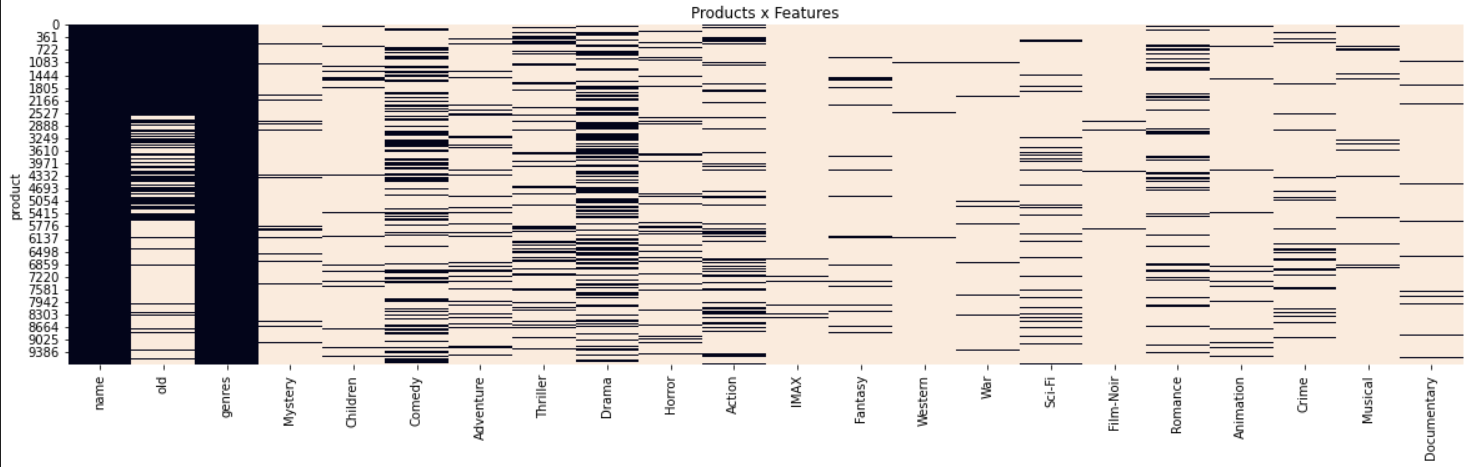 Products x Features
0
361
722
1083
1444
1805
2166
2527
2888
3249
3610
3971
4332
4693
5054
5415
5776
6137
6498
6859
7220
7581
7942
8303
8664
9025
9386
product
name
old
genres
Mystery
Children
Comedy
Adventure
Thriller
Drama
Horror
Action
IMAX
Fantasy
Western
War
Sci-Fi
Film-Noir
Romance
Animation
Crime
Musical
Documentary